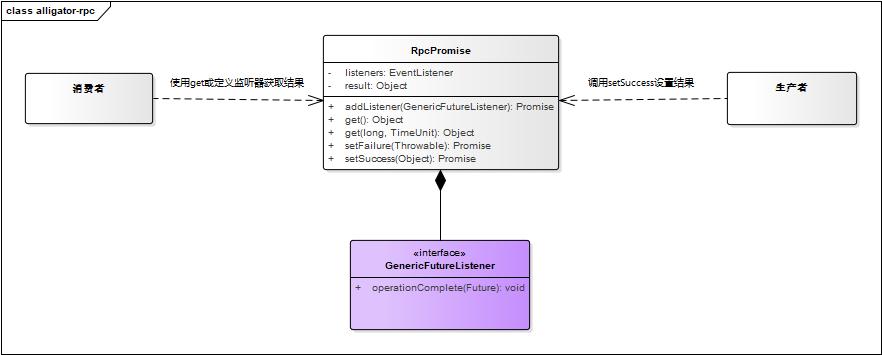 class alligator-rpc
RpcPromise
- listeners: EventListener
- result: Object
+ addListener(GenericFutureListener): Promise
+ get(): Object
+ get(long, TimeUnit): Object
+ setFailure(Throwable): Promise
+ setSuccess(Object): Promise
消费者
使用get或定义监听器获取结果
调用setSuccess设置结果
生产者
«interface»
GenericFutureListener
+ operationComplete(Future): void